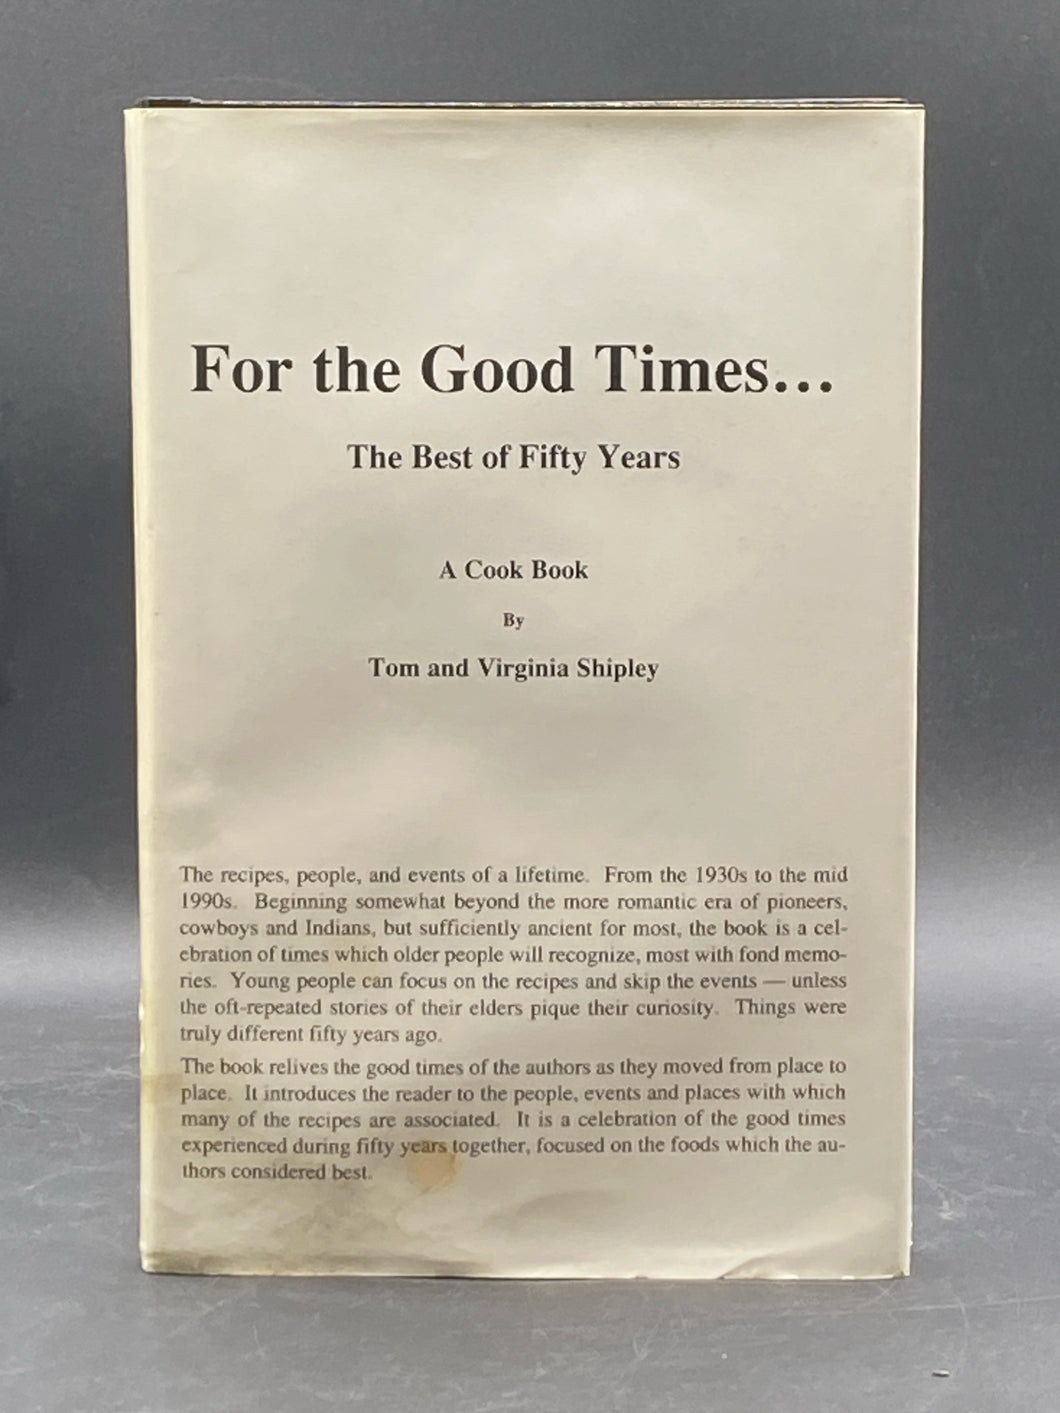 For the Good Times...
The Best of Fifty Years
A Cook Book
By
Tom and Virginia Shipley
The recipes, people, and events of a lifetime. From the 1930s to the mid
1990s. Beginning somewhat beyond the more romantic era of pioneers,
cowboys and Indians, but sufficiently ancient for most, the book is a cel-
ebration of times which older people will recognize, most with fond memo-
ries. Young people can focus on the recipes and skip the events — unless
the oft-repeated stories of their elders pique their curiosity. Things were
truly different fifty years ago.
The book relives the good times of the authors as they moved from place to
place. It introduces the reader to the people, events and places with which
many of the recipes are associated. It is a celebration of the good times
experienced during fifty years together, focused on the foods which the au-
thors considered best.